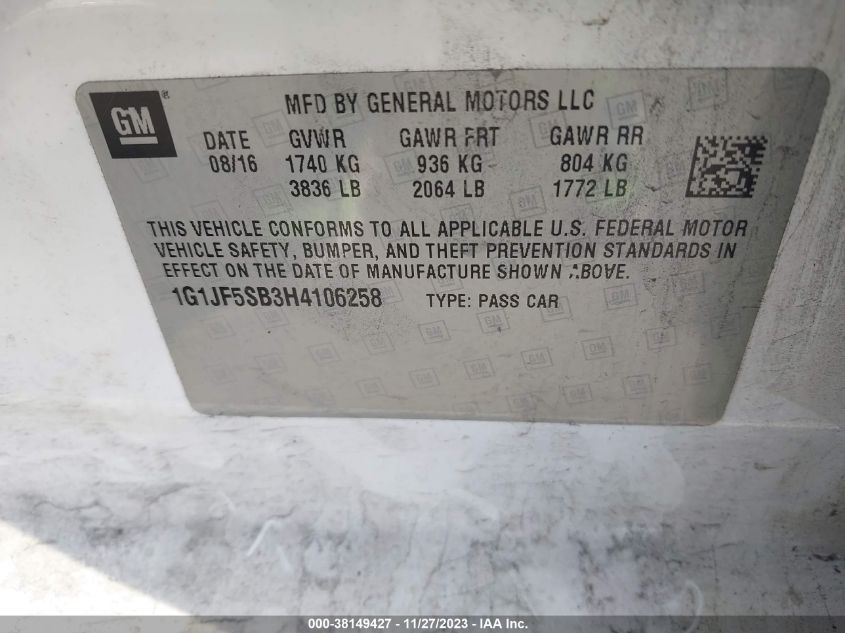 GM ®
MFD BY GENERAL MOTORS LLC
DATE GVWR GAWR FRT GAWR RR
08/16 1740 KG 936 KG 804 KG
3836 LB 2064 LB 1772 LB
THIS VEHICLE CONFORMS TO ALL APPLICABLE U.S. FEDERAL MOTOR
VEHICLE SAFETY, BUMPER, AND THEFT PREVENTION STANDARDS IN
EFFECT ON THE DATE OF MANUFACTURE SHOWN ABOVE.
1G1JF5SB3H4106258 TYPE: PASS CAR
000-38149427 - 11/27/2023 - IAA Inc.